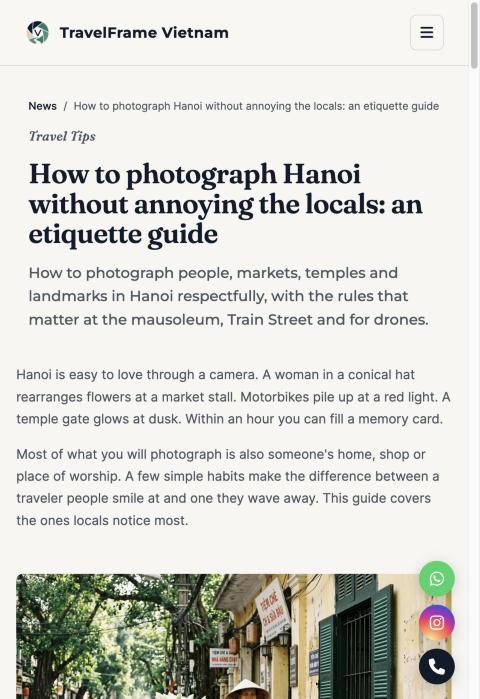 TravelFrame Vietnam
News / How to photograph Hanoi without annoying the locals: an etiquette guide
Travel Tips
How to photograph Hanoi
without annoying the locals: an
etiquette guide
How to photograph people, markets, temples and
landmarks in Hanoi respectfully, with the rules that
matter at the mausoleum, Train Street and for drones.
Hanoi is easy to love through a camera. A woman in a conical hat
rearranges flowers at a market stall. Motorbikes pile up at a red light. A
temple gate glows at dusk. Within an hour you can fill a memory card.
Most of what you will photograph is also someone's home, shop or
place of worship. A few simple habits make the difference between a
traveler people smile at and one they wave away. This guide covers
the ones locals notice most.
TIỆM CHÈ